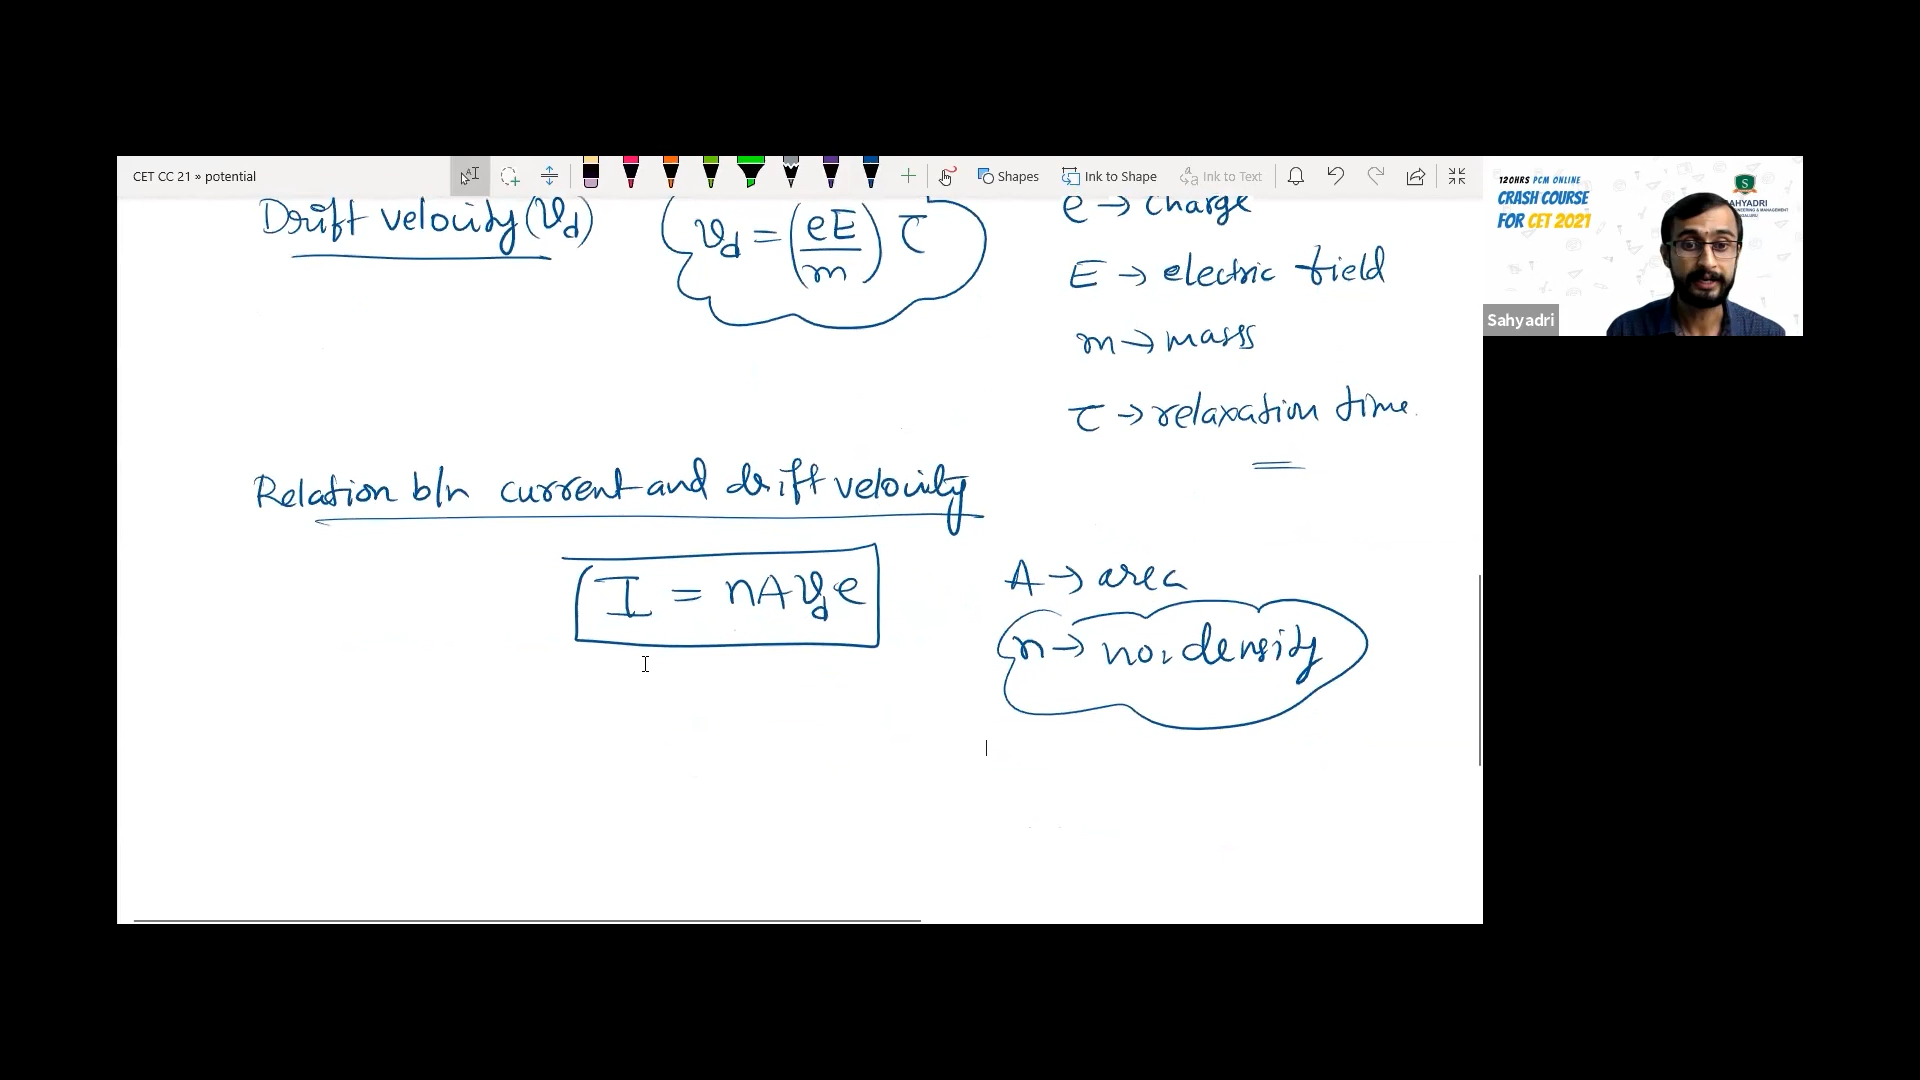 CET CC 21 » potential
Shapes
Ink to Shape
Ink to Text
120HRS PCM ONLINE
CRASH COURSE
FOR CET 2021
S
SAHYADRI
Sahyadri
Drift velocity (vd)
vd = (eE/m) τ
e → charge
E → electric field
m → mass
τ → relaxation time.
Relation b/n current and drift velocity
I = nAvde
A → area
n → no. density